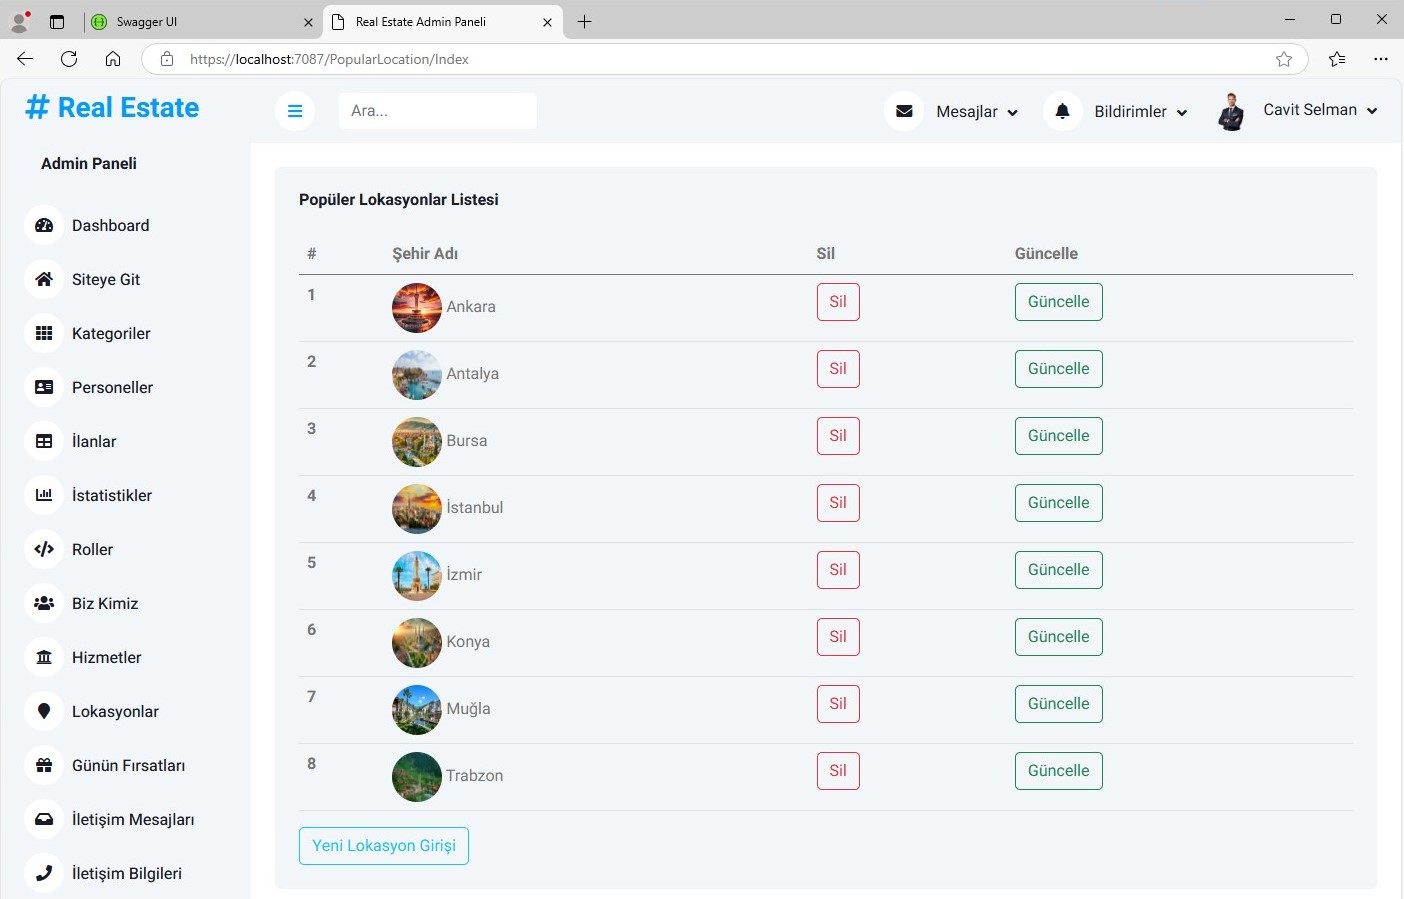 Swagger UI
Real Estate Admin Paneli
https://localhost:7087/PopularLocation/Index
# Real Estate
Ara...
Mesajlar
Bildirimler
Cavit Selman
Admin Paneli
Dashboard
Siteye Git
Kategoriler
Personeller
İlanlar
İstatistikler
Roller
Biz Kimiz
Hizmetler
Lokasyonlar
Günün Fırsatları
İletişim Mesajları
İletişim Bilgileri
Popüler Lokasyonlar Listesi
# Şehir Adı Sil Güncelle
1 Ankara Sil Güncelle
2 Antalya Sil Güncelle
3 Bursa Sil Güncelle
4 İstanbul Sil Güncelle
5 İzmir Sil Güncelle
6 Konya Sil Güncelle
7 Muğla Sil Güncelle
8 Trabzon Sil Güncelle
Yeni Lokasyon Girişi